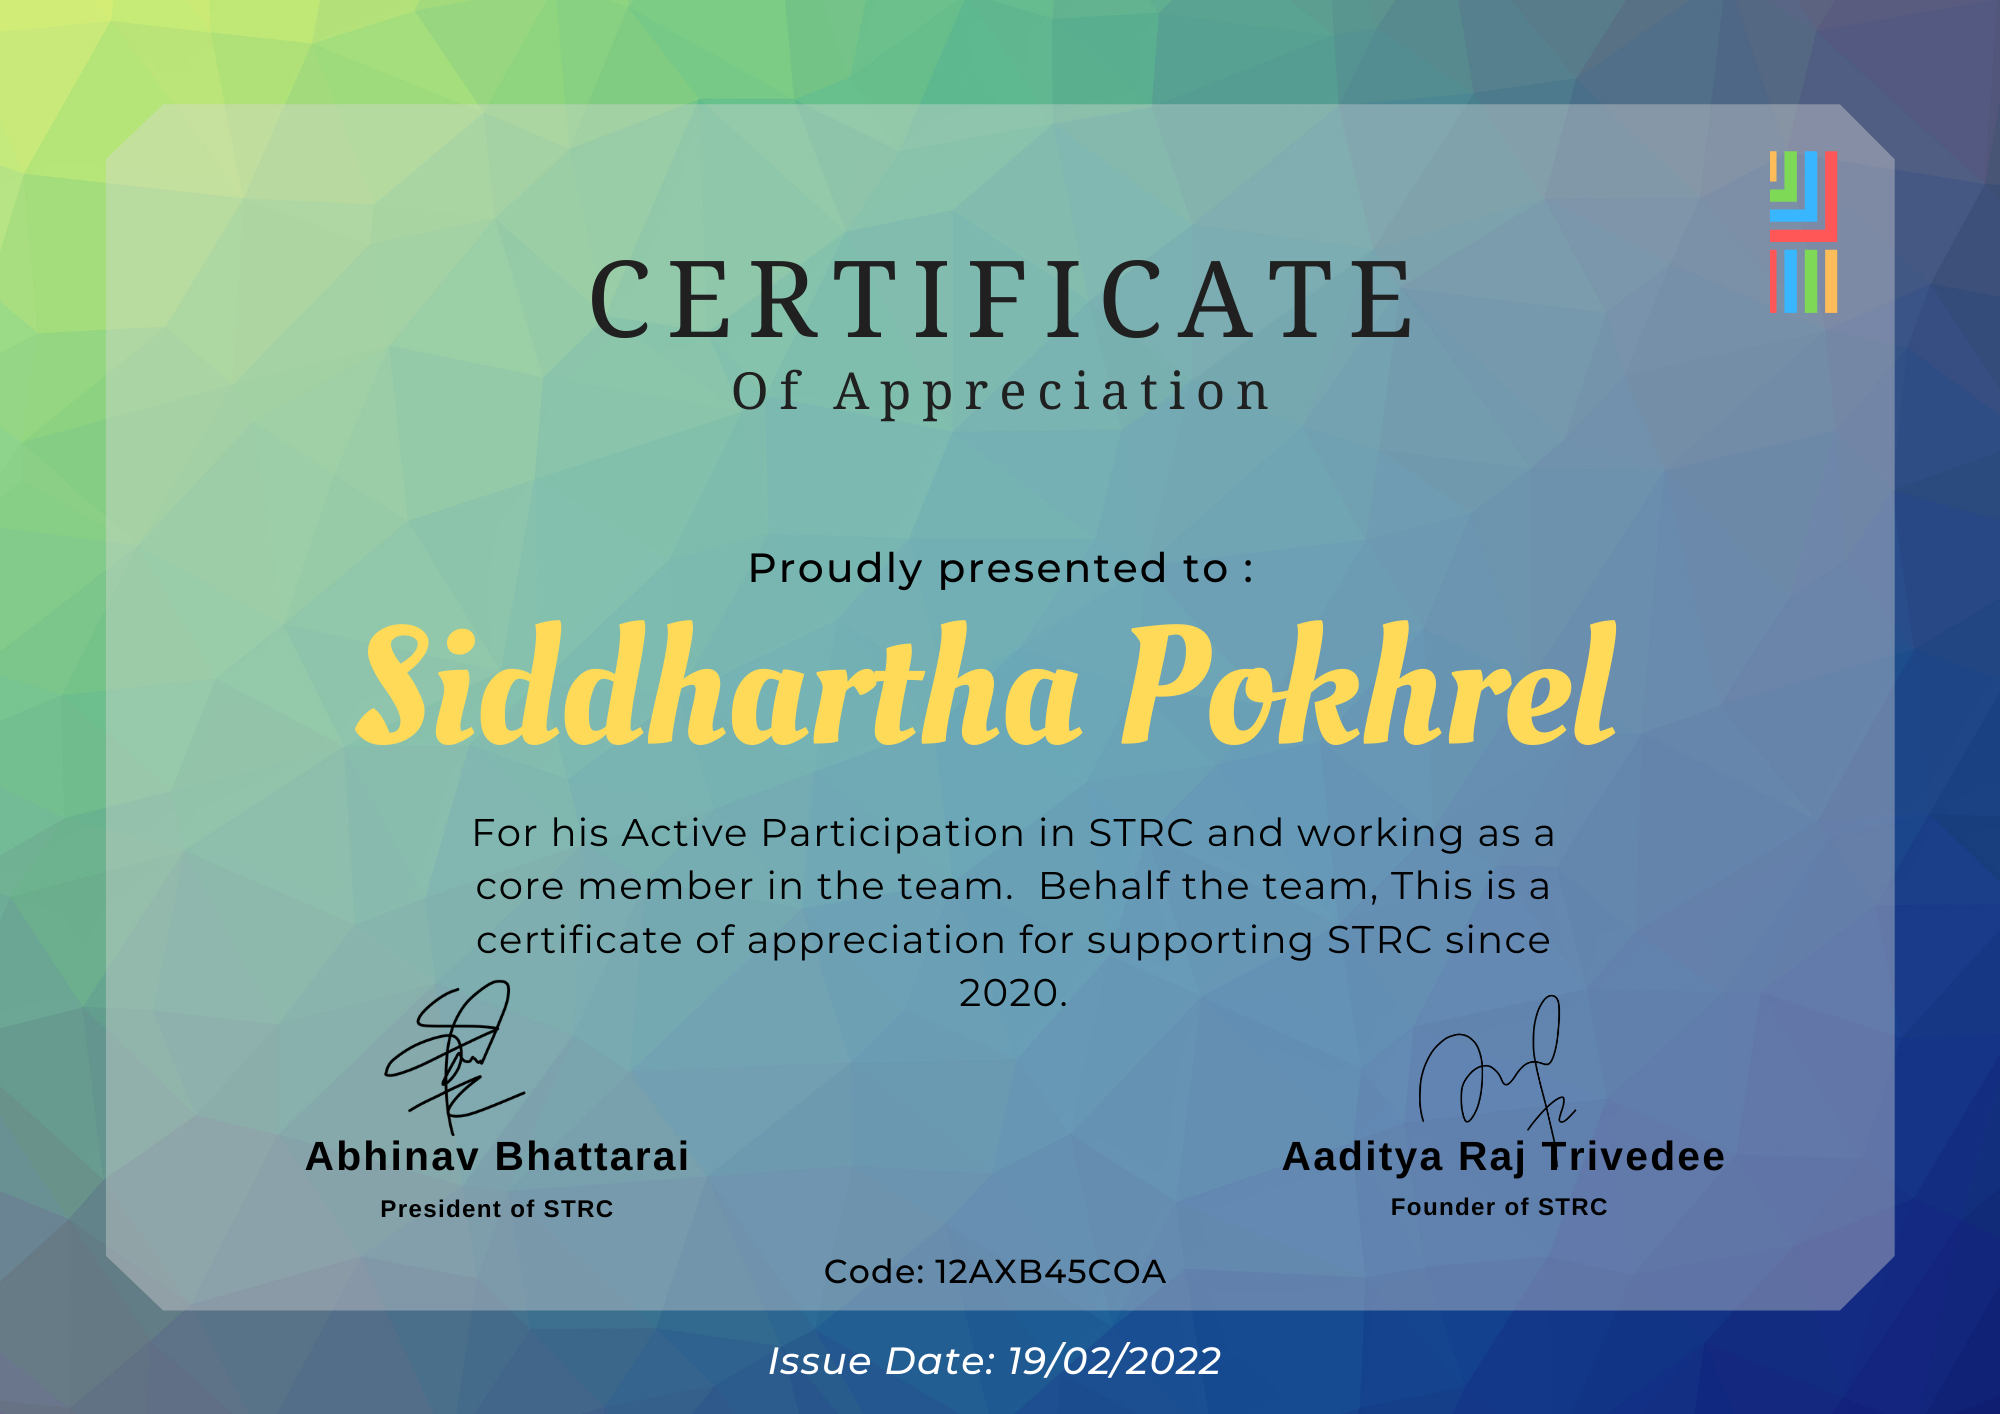 CERTIFICATE
Of Appreciation
Proudly presented to :
Siddhartha Pokhrel
For his Active Participation in STRC and working as a
core member in the team.  Behalf the team, This is a
certificate of appreciation for supporting STRC since
2020.
Abhinav Bhattarai
President of STRC
Aaditya Raj Trivedee
Founder of STRC
Code: 12AXB45COA
Issue Date: 19/02/2022